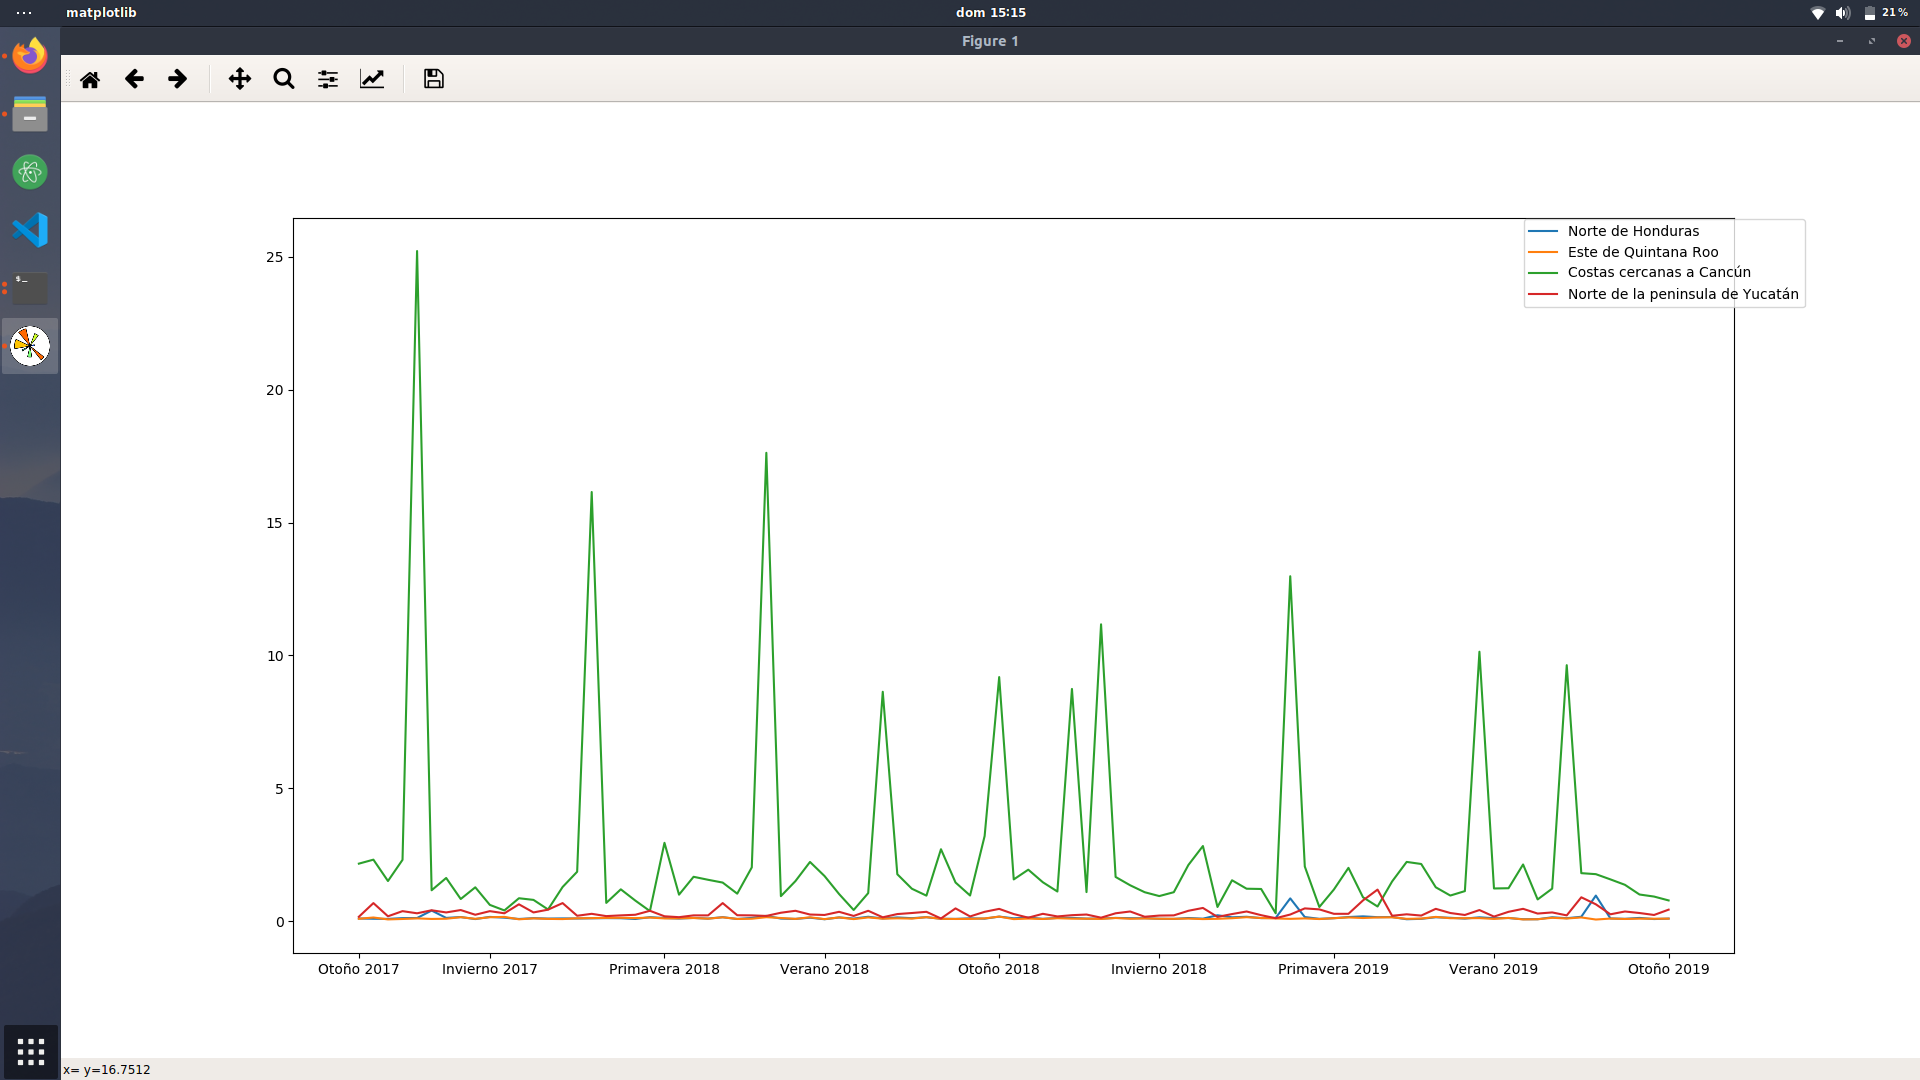 matplotlib
dom 15:15
21%
Figure 1
$_
Norte de Honduras
Este de Quintana Roo
Costas cercanas a Cancún
Norte de la peninsula de Yucatán
25
20
15
10
5
0
Otoño 2017 Invierno 2017 Primavera 2018 Verano 2018 Otoño 2018 Invierno 2018 Primavera 2019 Verano 2019 Otoño 2019
x= y=16.7512